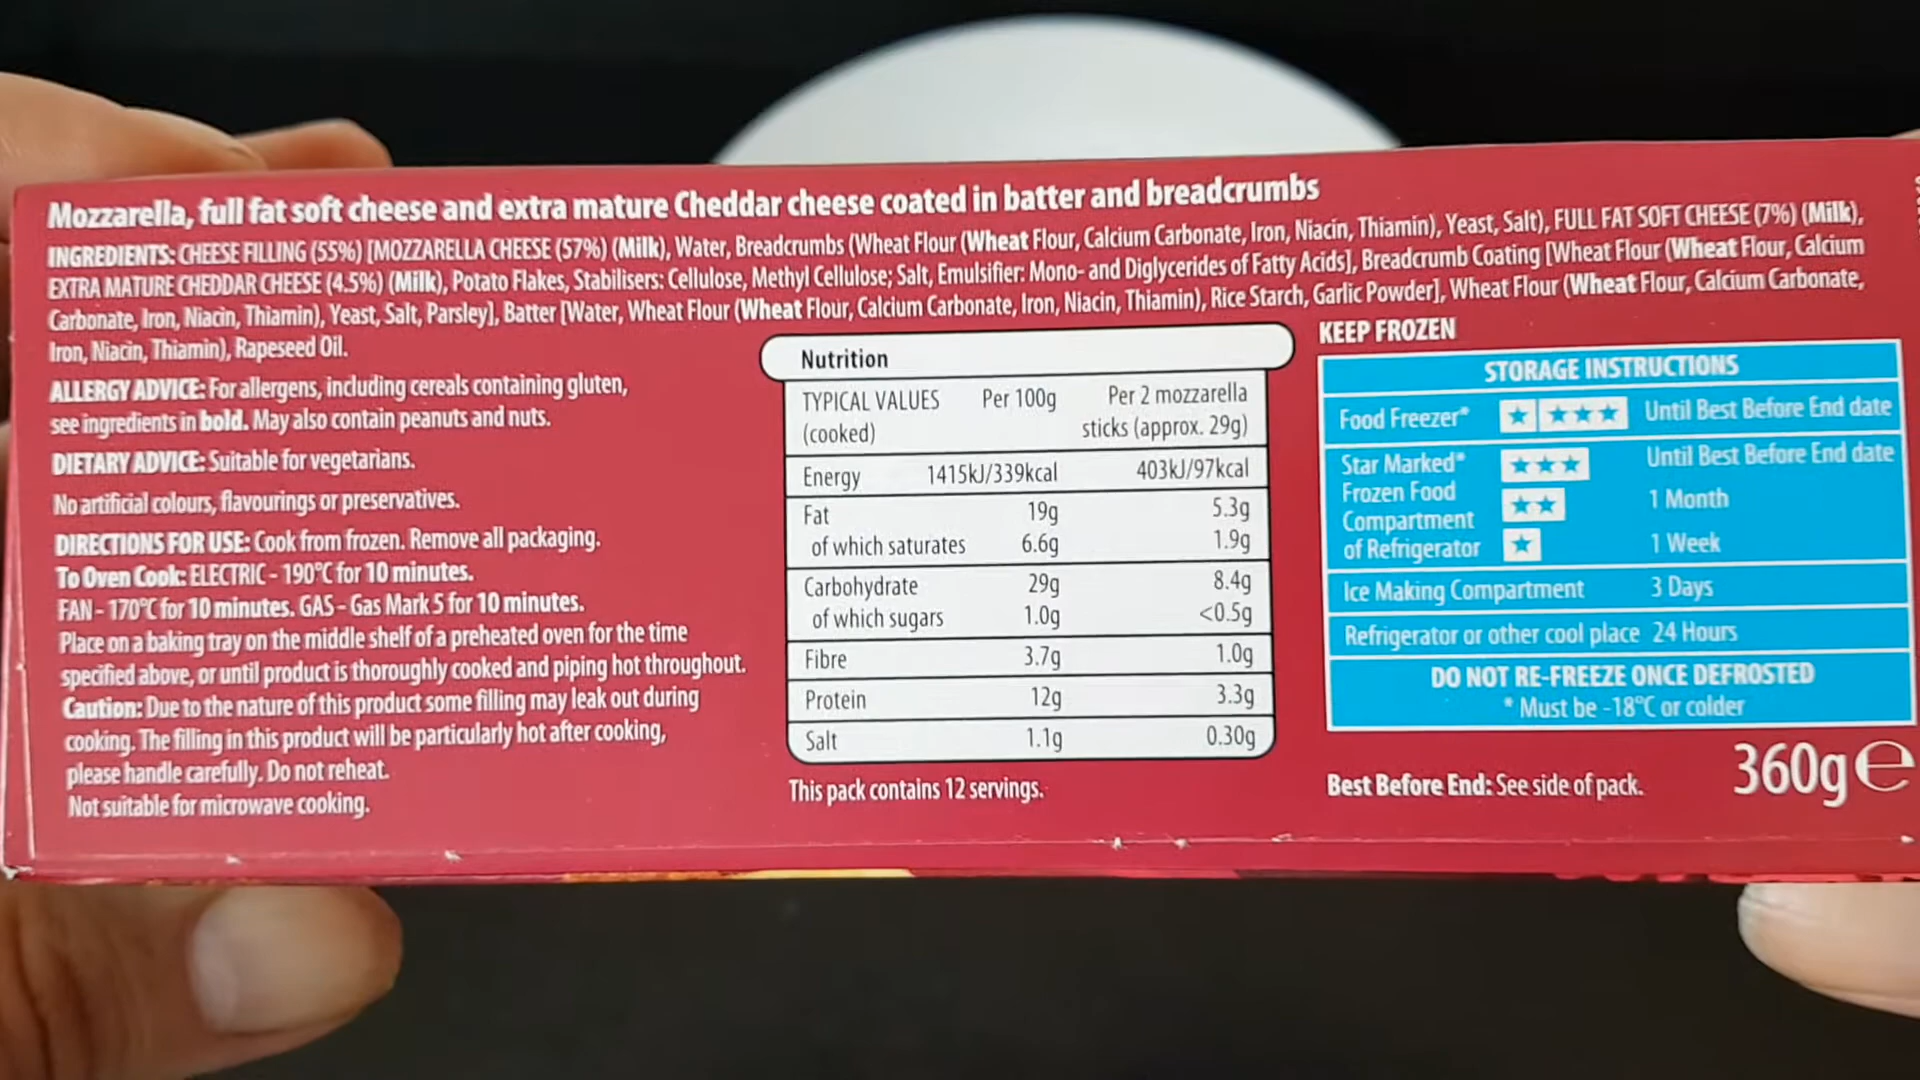 Mozzarella, full fat soft cheese and extra mature Cheddar cheese coated in batter and breadcrumbs
INGREDIENTS: CHEESE FILLING (55%) [MOZZARELLA CHEESE (57%) (Milk), Water, Breadcrumbs (Wheat Flour (Wheat Flour, Calcium Carbonate, Iron, Niacin, Thiamin), Yeast, Salt), FULL FAT SOFT CHEESE (7%) (Milk),
EXTRA MATURE CHEDDAR CHEESE (4.5%) (Milk), Potato Flakes, Stabilisers: Cellulose, Methyl Cellulose; Salt, Emulsifier: Mono- and Diglycerides of Fatty Acids], Breadcrumb Coating [Wheat Flour (Wheat Flour, Calcium
Carbonate, Iron, Niacin, Thiamin), Yeast, Salt, Parsley], Batter [Water, Wheat Flour (Wheat Flour, Calcium Carbonate, Iron, Niacin, Thiamin), Rice Starch, Garlic Powder], Wheat Flour (Wheat Flour, Calcium Carbonate,
Iron, Niacin, Thiamin), Rapeseed Oil.
ALLERGY ADVICE: For allergens, including cereals containing gluten,
see ingredients in bold. May also contain peanuts and nuts.
DIETARY ADVICE: Suitable for vegetarians.
No artificial colours, flavourings or preservatives.
DIRECTIONS FOR USE: Cook from frozen. Remove all packaging.
To Oven Cook: ELECTRIC - 190°C for 10 minutes.
FAN - 170°C for 10 minutes. GAS - Gas Mark 5 for 10 minutes.
Place on a baking tray on the middle shelf of a preheated oven for the time
specified above, or until product is thoroughly cooked and piping hot throughout.
Caution: Due to the nature of this product some filling may leak out during
cooking. The filling in this product will be particularly hot after cooking,
please handle carefully. Do not reheat.
Not suitable for microwave cooking.
Nutrition
TYPICAL VALUES Per 100g Per 2 mozzarella
(cooked) sticks (approx. 29g)
Energy 1415kJ/339kcal 403kJ/97kcal
Fat 19g 5.3g
of which saturates 6.6g 1.9g
Carbohydrate 29g 8.4g
of which sugars 1.0g <0.5g
Fibre 3.7g 1.0g
Protein 12g 3.3g
Salt 1.1g 0.30g
This pack contains 12 servings.
KEEP FROZEN
STORAGE INSTRUCTIONS
Food Freezer* Until Best Before End date
Star Marked* Until Best Before End date
Frozen Food 1 Month
Compartment
of Refrigerator 1 Week
Ice Making Compartment 3 Days
Refrigerator or other cool place 24 Hours
DO NOT RE-FREEZE ONCE DEFROSTED
* Must be -18°C or colder
Best Before End: See side of pack.
360g℮